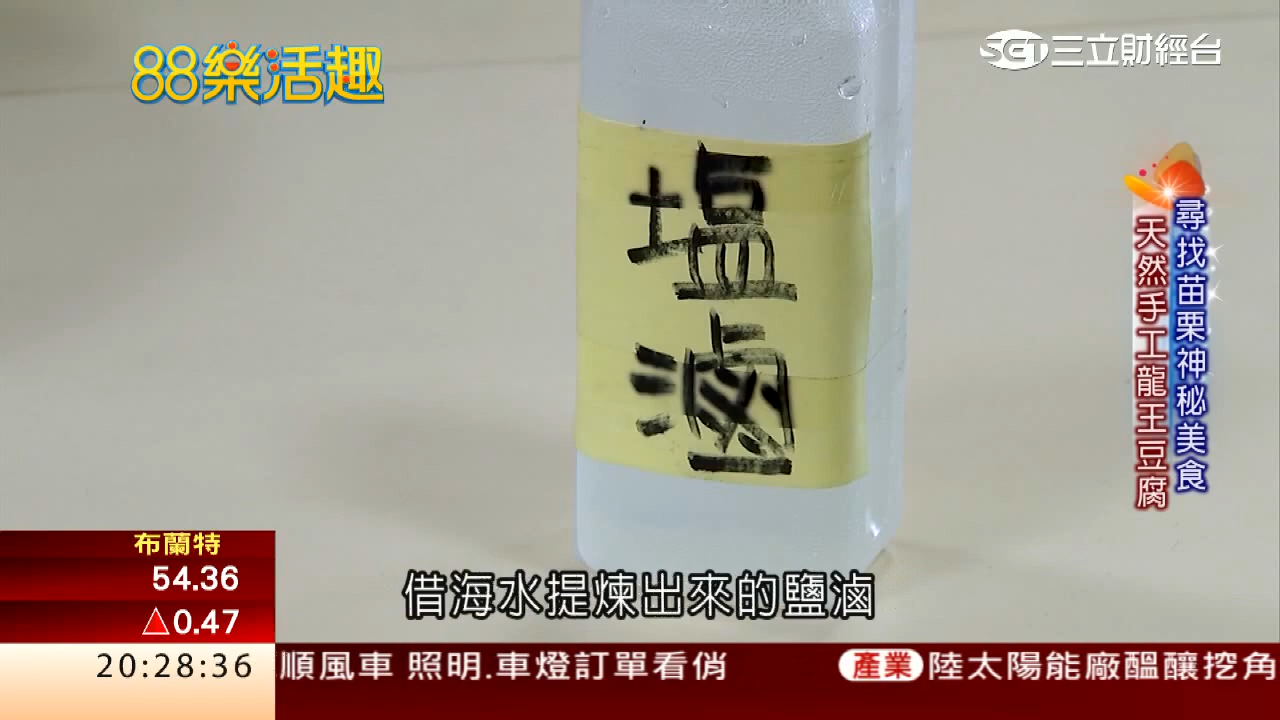 88樂活趣
SET三立財經台
尋找苗栗神秘美食
天然手工龍王豆腐
塩滷
借海水提煉出來的鹽滷
布蘭特
54.36
△0.47
20:28:36
順風車 照明.車燈訂單看俏
產業 陸太陽能廠醞釀挖角